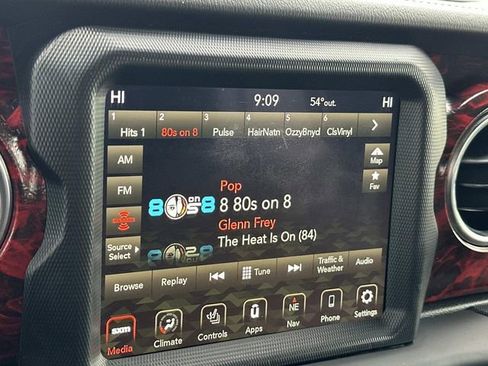 HI 9:09 54°out. HI
1 2 3 4 5 6
Hits 1 80s on 8 Pulse HairNatn OzzyBnyd ClsVinyl
AM
Map
FM
Fav
Pop
8 80s on 8
Glenn Frey
The Heat Is On (84)
Source
Select
Browse Replay Tune Traffic & Weather Audio
sxm NE
Media Climate Controls Apps Nav Phone Settings